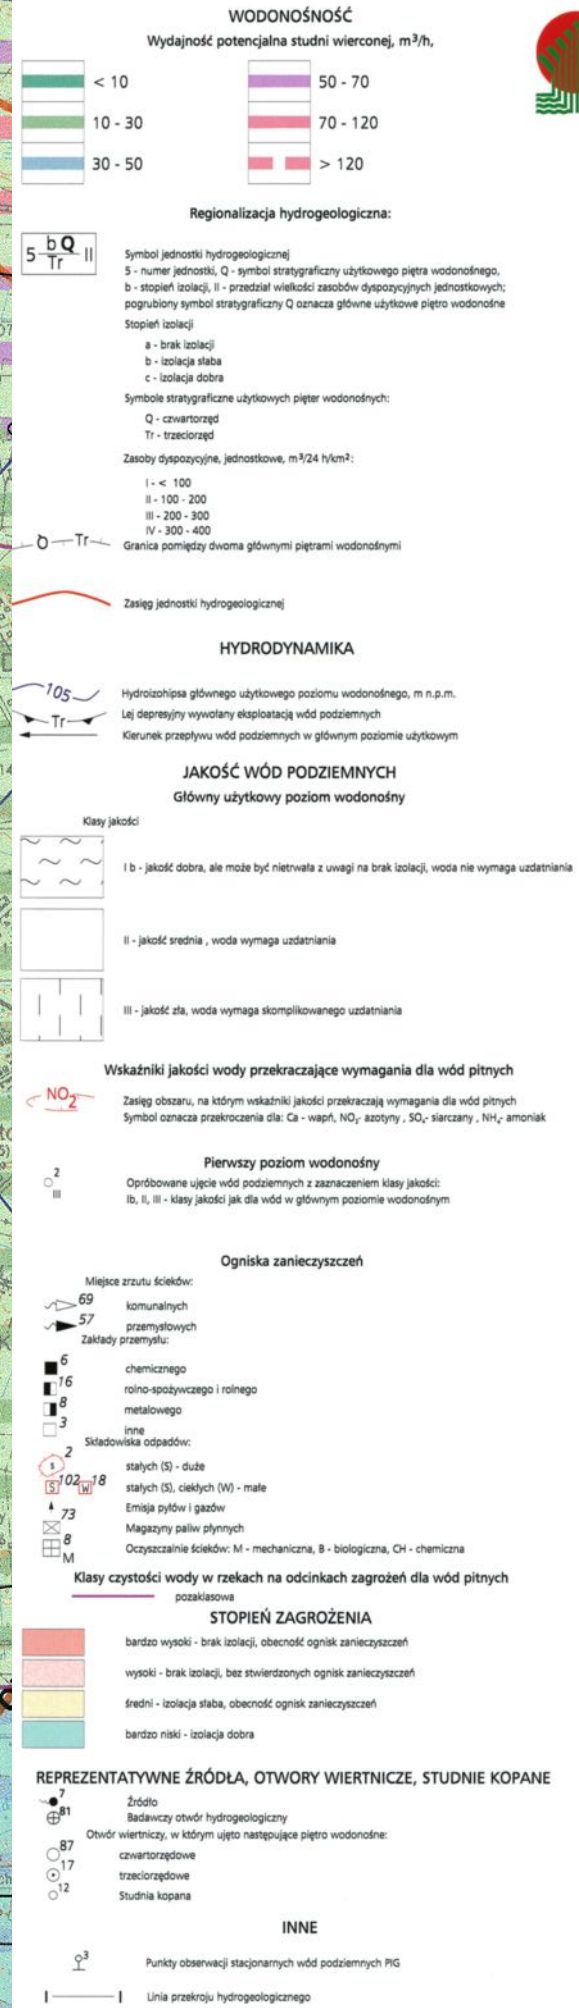 WODONOŚNOŚĆ
Wydajność potencjalna studni wierconej, m³/h,
< 10
50 - 70
10 - 30
70 - 120
30 - 50
> 120
Regionalizacja hydrogeologiczna:
5 bQ/Tr II
Symbol jednostki hydrogeologicznej
5 - numer jednostki, Q - symbol stratygraficzny użytkowego piętra wodonośnego,
b - stopień izolacji, II - przedział wielkości zasobów dyspozycyjnych jednostkowych;
pogrubiony symbol stratygraficzny Q oznacza główne użytkowe piętro wodonośne
Stopień izolacji
a - brak izolacji
b - izolacja słaba
c - izolacja dobra
Symbole stratygraficzne użytkowych pięter wodonośnych:
Q - czwartorzęd
Tr - trzeciorzęd
Zasoby dyspozycyjne, jednostkowe, m³/24 h/km²:
I - < 100
II - 100 - 200
III - 200 - 300
IV - 300 - 400
Q Tr Granica pomiędzy dwoma głównymi piętrami wodonośnymi
Zasięg jednostki hydrogeologicznej
HYDRODYNAMIKA
105 Hydroizohipsa głównego użytkowego poziomu wodonośnego, m n.p.m.
Tr Lej depresyjny wywołany eksploatacją wód podziemnych
Kierunek przepływu wód podziemnych w głównym poziomie użytkowym
JAKOŚĆ WÓD PODZIEMNYCH
Główny użytkowy poziom wodonośny
Klasy jakości
I b - jakość dobra, ale może być nietrwała z uwagi na brak izolacji, woda nie wymaga uzdatniania
II - jakość srednia , woda wymaga uzdatniania
III - jakość zła, woda wymaga skomplikowanego uzdatniania
Wskaźniki jakości wody przekraczające wymagania dla wód pitnych
NO₂ Zasięg obszaru, na którym wskaźniki jakości przekraczają wymagania dla wód pitnych
Symbol oznacza przekroczenia dla: Ca - wapń, NO₂- azotyny , SO₄- siarczany , NH₄- amoniak
Pierwszy poziom wodonośny
2 III Opróbowane ujęcie wód podziemnych z zaznaczeniem klasy jakości:
Ib, II, III - klasy jakości jak dla wód w głównym poziomie wodonośnym
Ogniska zanieczyszczeń
Miejsce zrzutu ścieków:
69 komunalnych
57 przemysłowych
Zakłady przemysłu:
6 chemicznego
16 rolno-spożywczego i rolnego
8 metalowego
3 inne
Składowiska odpadów:
S 2 stałych (S) - duże
S 102 W 18 stałych (S), ciekłych (W) - małe
Emisja pyłów i gazów
73 Magazyny paliw płynnych
8 M Oczyszczalnie ścieków: M - mechaniczna, B - biologiczna, CH - chemiczna
Klasy czystości wody w rzekach na odcinkach zagrożeń dla wód pitnych
pozaklasowa
STOPIEŃ ZAGROŻENIA
bardzo wysoki - brak izolacji, obecność ognisk zanieczyszczeń
wysoki - brak izolacji, bez stwierdzonych ognisk zanieczyszczeń
średni - izolacja słaba, obecność ognisk zanieczyszczeń
bardzo niski - izolacja dobra
REPREZENTATYWNE ŹRÓDŁA, OTWORY WIERTNICZE, STUDNIE KOPANE
7 Źródło
81 Badawczy otwór hydrogeologiczny
Otwór wiertniczy, w którym ujęto następujące piętro wodonośne:
87 czwartorzędowe
17 trzeciorzędowe
12 Studnia kopana
INNE
3 Punkty obserwacji stacjonarnych wód podziemnych PIG
I I Linia przekroju hydrogeologicznego